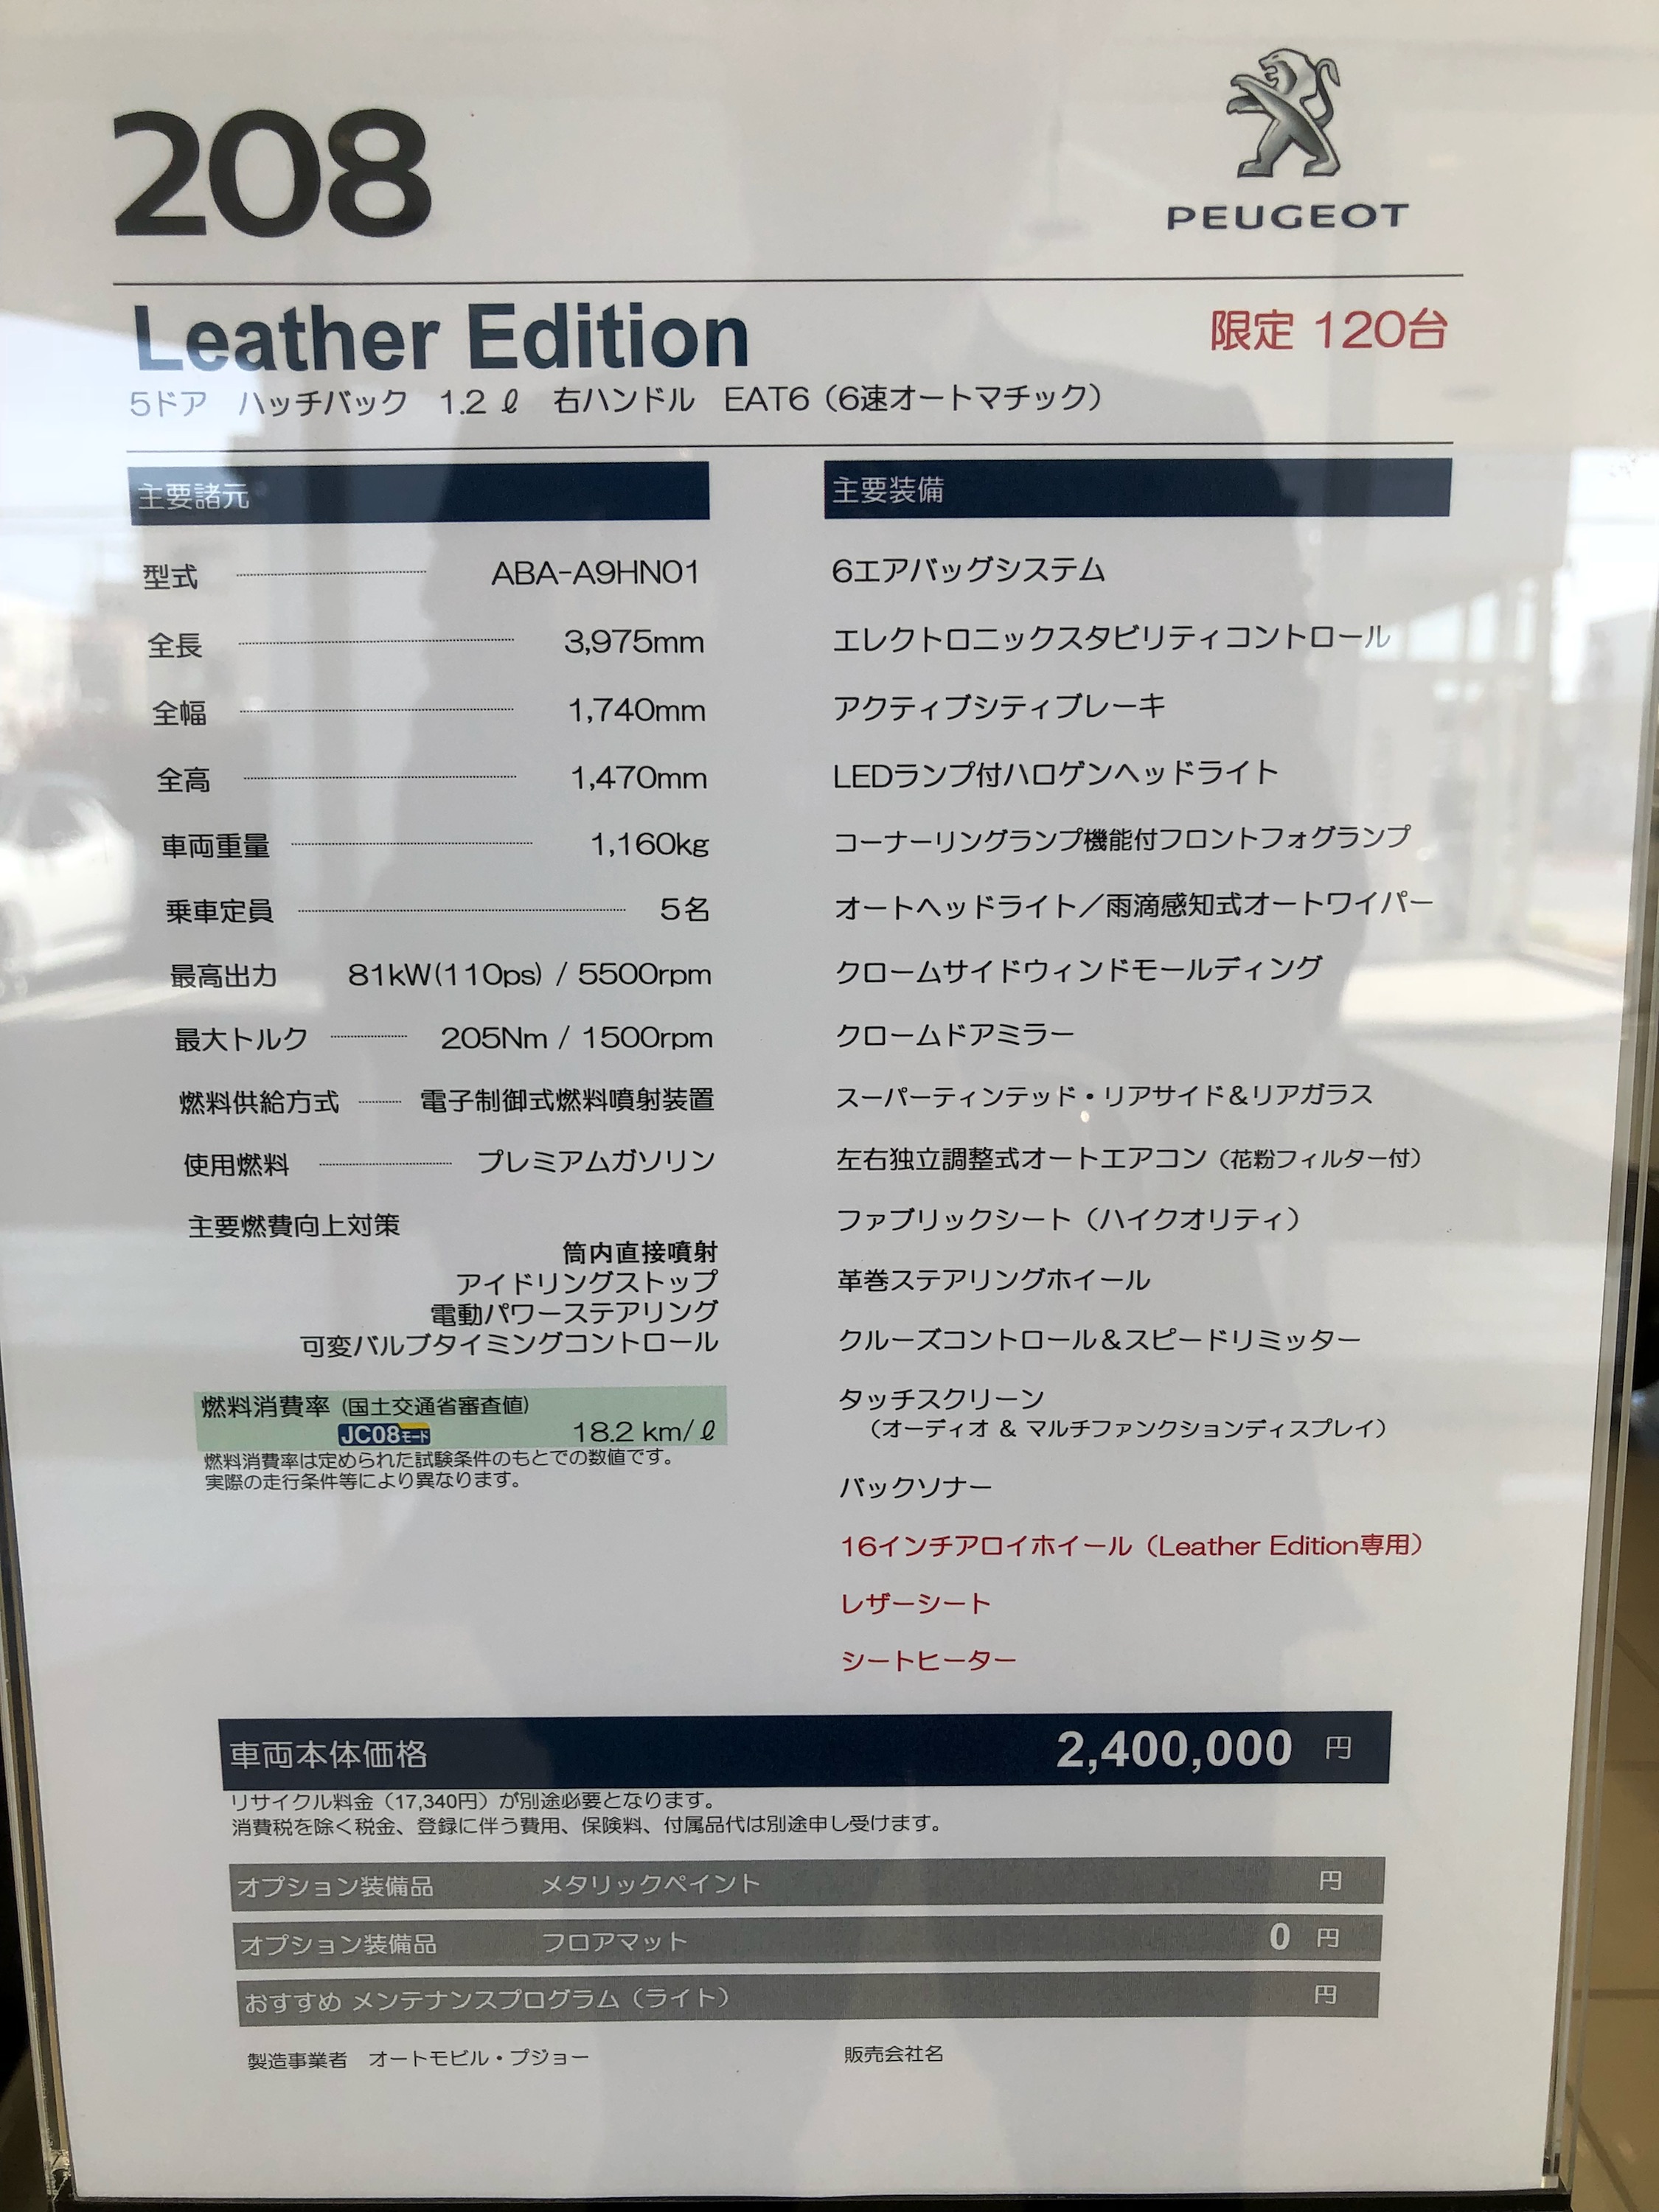 208
PEUGEOT
Leather Edition
限定 120台
5ドア ハッチバック 1.2 ℓ 右ハンドル EAT6（6速オートマチック）
主要諸元
型式 ABA-A9HN01
全長 3,975mm
全幅 1,740mm
全高 1,470mm
車両重量 1,160kg
乗車定員 5名
最高出力 81kW(110ps) / 5500rpm
最大トルク 205Nm / 1500rpm
燃料供給方式 電子制御式燃料噴射装置
使用燃料 プレミアムガソリン
主要燃費向上対策
筒内直接噴射
アイドリングストップ
電動パワーステアリング
可変バルブタイミングコントロール
燃料消費率（国土交通省審査値）
JC08モード 18.2 km/ℓ
燃料消費率は定められた試験条件のもとでの数値です。
実際の走行条件等により異なります。
主要装備
6エアバッグシステム
エレクトロニックスタビリティコントロール
アクティブシティブレーキ
LEDランプ付ハロゲンヘッドライト
コーナーリングランプ機能付フロントフォグランプ
オートヘッドライト／雨滴感知式オートワイパー
クロームサイドウィンドモールディング
クロームドアミラー
スーパーティンテッド・リアサイド＆リアガラス
左右独立調整式オートエアコン（花粉フィルター付）
ファブリックシート（ハイクオリティ）
革巻ステアリングホイール
クルーズコントロール＆スピードリミッター
タッチスクリーン
（オーディオ ＆ マルチファンクションディスプレイ）
バックソナー
16インチアロイホイール（Leather Edition専用）
レザーシート
シートヒーター
車両本体価格 2,400,000 円
リサイクル料金（17,340円）が別途必要となります。
消費税を除く税金、登録に伴う費用、保険料、付属品代は別途申し受けます。
オプション装備品 メタリックペイント 円
オプション装備品 フロアマット 0 円
おすすめ メンテナンスプログラム（ライト） 円
製造事業者 オートモビル・プジョー
販売会社名